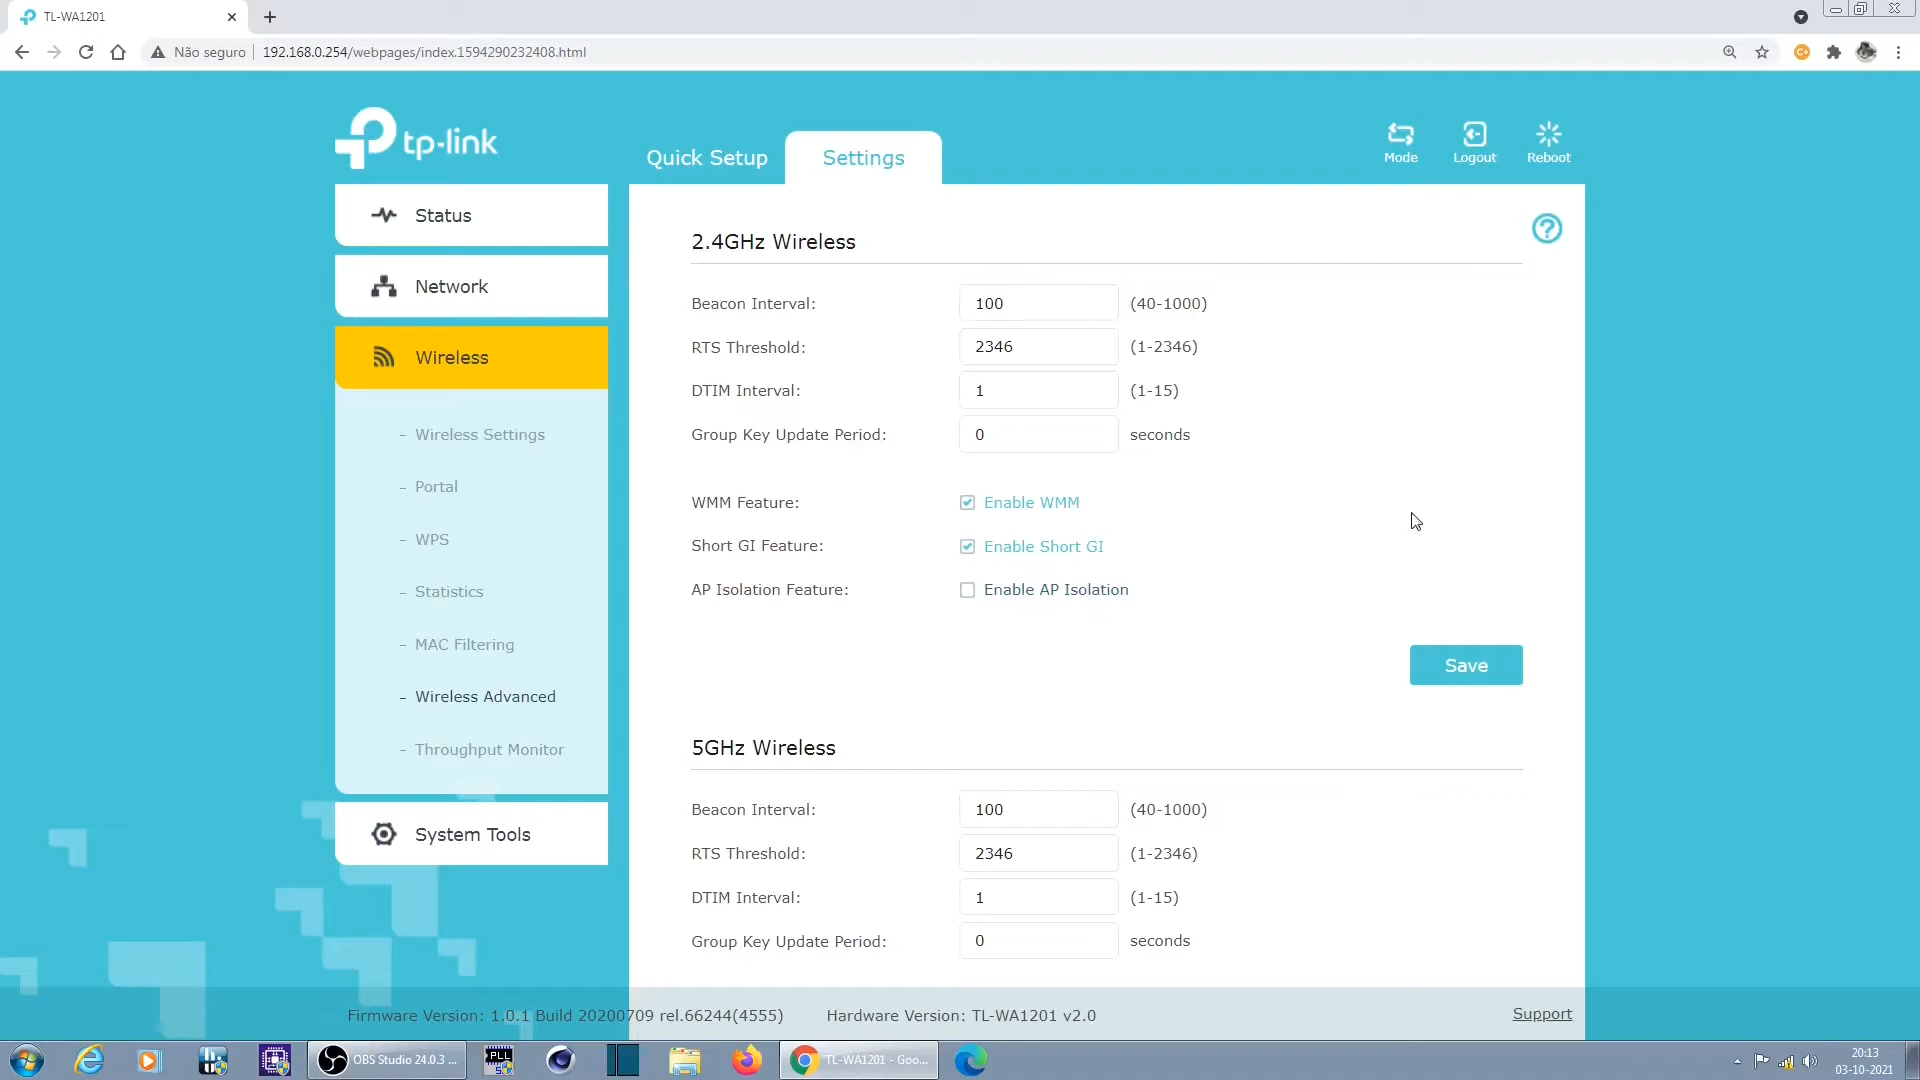 TL-WA1201
Não seguro
192.168.0.254/webpages/index.1594290232408.html
tp-link
Quick Setup
Settings
Mode
Logout
Reboot
Status
Network
Wireless
- Wireless Settings
- Portal
- WPS
- Statistics
- MAC Filtering
- Wireless Advanced
- Throughput Monitor
System Tools
2.4GHz Wireless
Beacon Interval: 100 (40-1000)
RTS Threshold: 2346 (1-2346)
DTIM Interval: 1 (1-15)
Group Key Update Period: 0 seconds
WMM Feature: Enable WMM
Short GI Feature: Enable Short GI
AP Isolation Feature: Enable AP Isolation
Save
5GHz Wireless
Beacon Interval: 100 (40-1000)
RTS Threshold: 2346 (1-2346)
DTIM Interval: 1 (1-15)
Group Key Update Period: 0 seconds
Firmware Version: 1.0.1 Build 20200709 rel.66244(4555) Hardware Version: TL-WA1201 v2.0
Support
OBS Studio 24.0.3 ...
PLL
TL-WA1201 - Goo...
20:13
03-10-2021